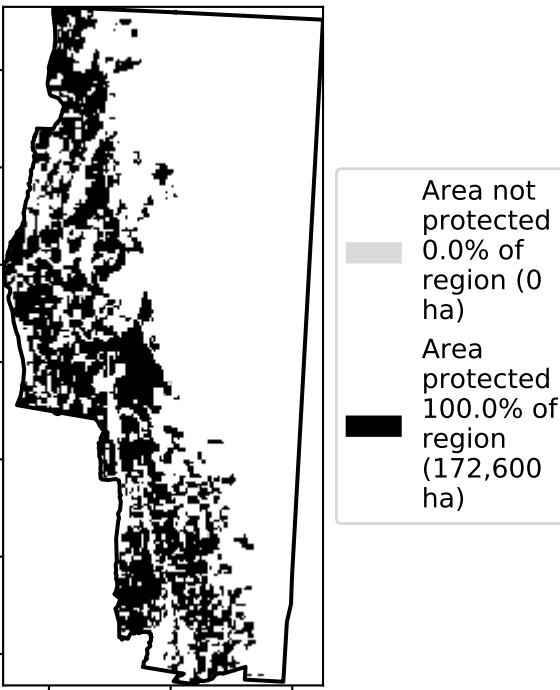 Area not
protected
0.0% of
region (0
ha)
Area
protected
100.0% of
region
(172,600
ha)